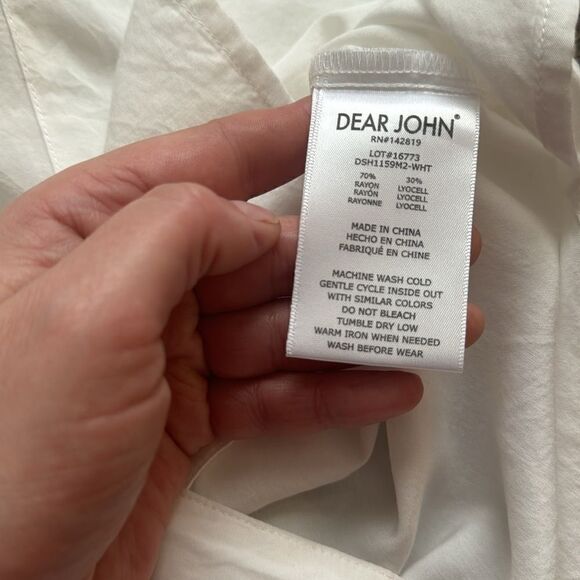 DEAR JOHN®
RN#142819
LOT#16773
DSH1159M2-WHT
70% 30%
RAYON LYOCELL
RAYÓN LYOCELL
RAYONNE LYOCELL
MADE IN CHINA
HECHO EN CHINA
FABRIQUÉ EN CHINE
MACHINE WASH COLD
GENTLE CYCLE INSIDE OUT
WITH SIMILAR COLORS
DO NOT BLEACH
TUMBLE DRY LOW
WARM IRON WHEN NEEDED
WASH BEFORE WEAR